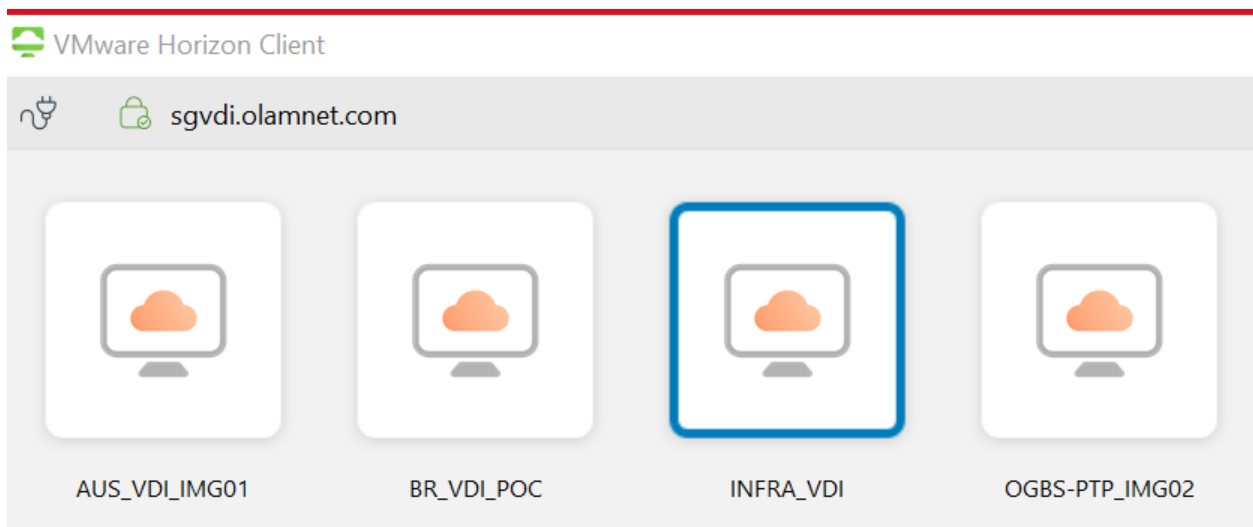 VMware Horizon Client
sgvdi.olamnet.com
AUS_VDI_IMG01
BR_VDI_POC
INFRA_VDI
OGBS-PTP_IMG02